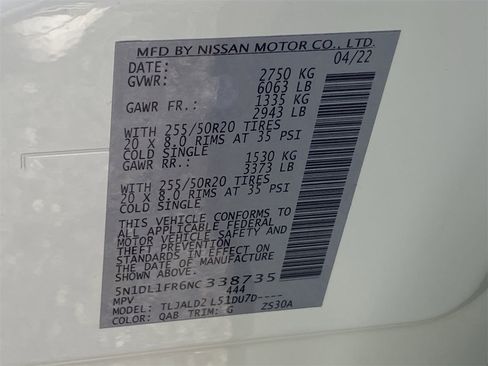 MFD BY NISSAN MOTOR CO., LTD.
DATE: 04/22
GVWR: 2750 KG
6063 LB
GAWR FR.: 1335 KG
2943 LB
WITH 255/50R20 TIRES
20 X 8.0 RIMS AT 35 PSI
COLD SINGLE
GAWR RR.: 1530 KG
3373 LB
WITH 255/50R20 TIRES
20 X 8.0 RIMS AT 35 PSI
COLD SINGLE
THIS VEHICLE CONFORMS TO
ALL APPLICABLE FEDERAL
MOTOR VEHICLE SAFETY AND
THEFT PREVENTION
STANDARDS IN EFFECT ON
THE DATE OF MANUFACTURE
SHOWN ABOVE.
5N1DL1FR6NC338735
MPV 444
TLJALD2 L51DU7D----
COLOR: QAB TRIM: G ZS30A